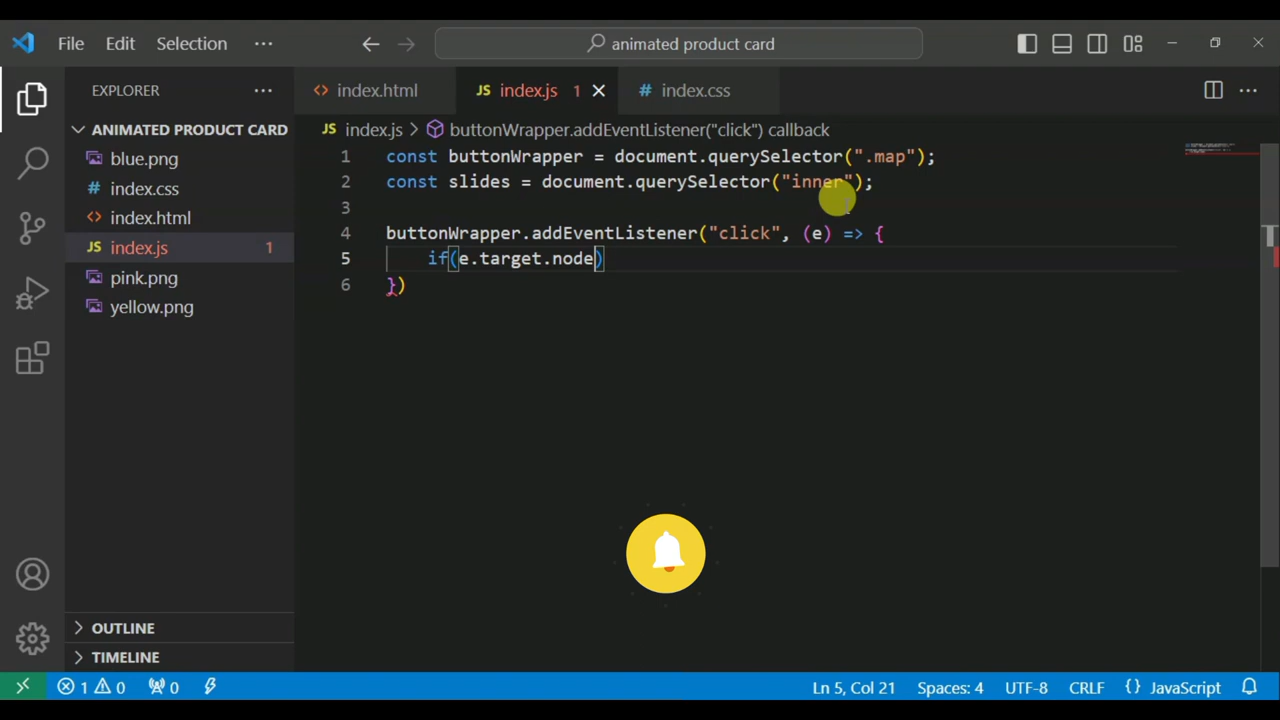 File Edit Selection ··· animated product card
EXPLORER ···
index.html JS index.js 1 # index.css ···
ANIMATED PRODUCT CARD
blue.png
# index.css
index.html
JS index.js 1
pink.png
yellow.png
OUTLINE
TIMELINE
JS index.js > buttonWrapper.addEventListener("click") callback
1 const buttonWrapper = document.querySelector(".map");
2 const slides = document.querySelector("inner");
3
4 buttonWrapper.addEventListener("click", (e) => {
5 if(e.target.node)
6 })
1 0 0 Ln 5, Col 21 Spaces: 4 UTF-8 CRLF {} JavaScript